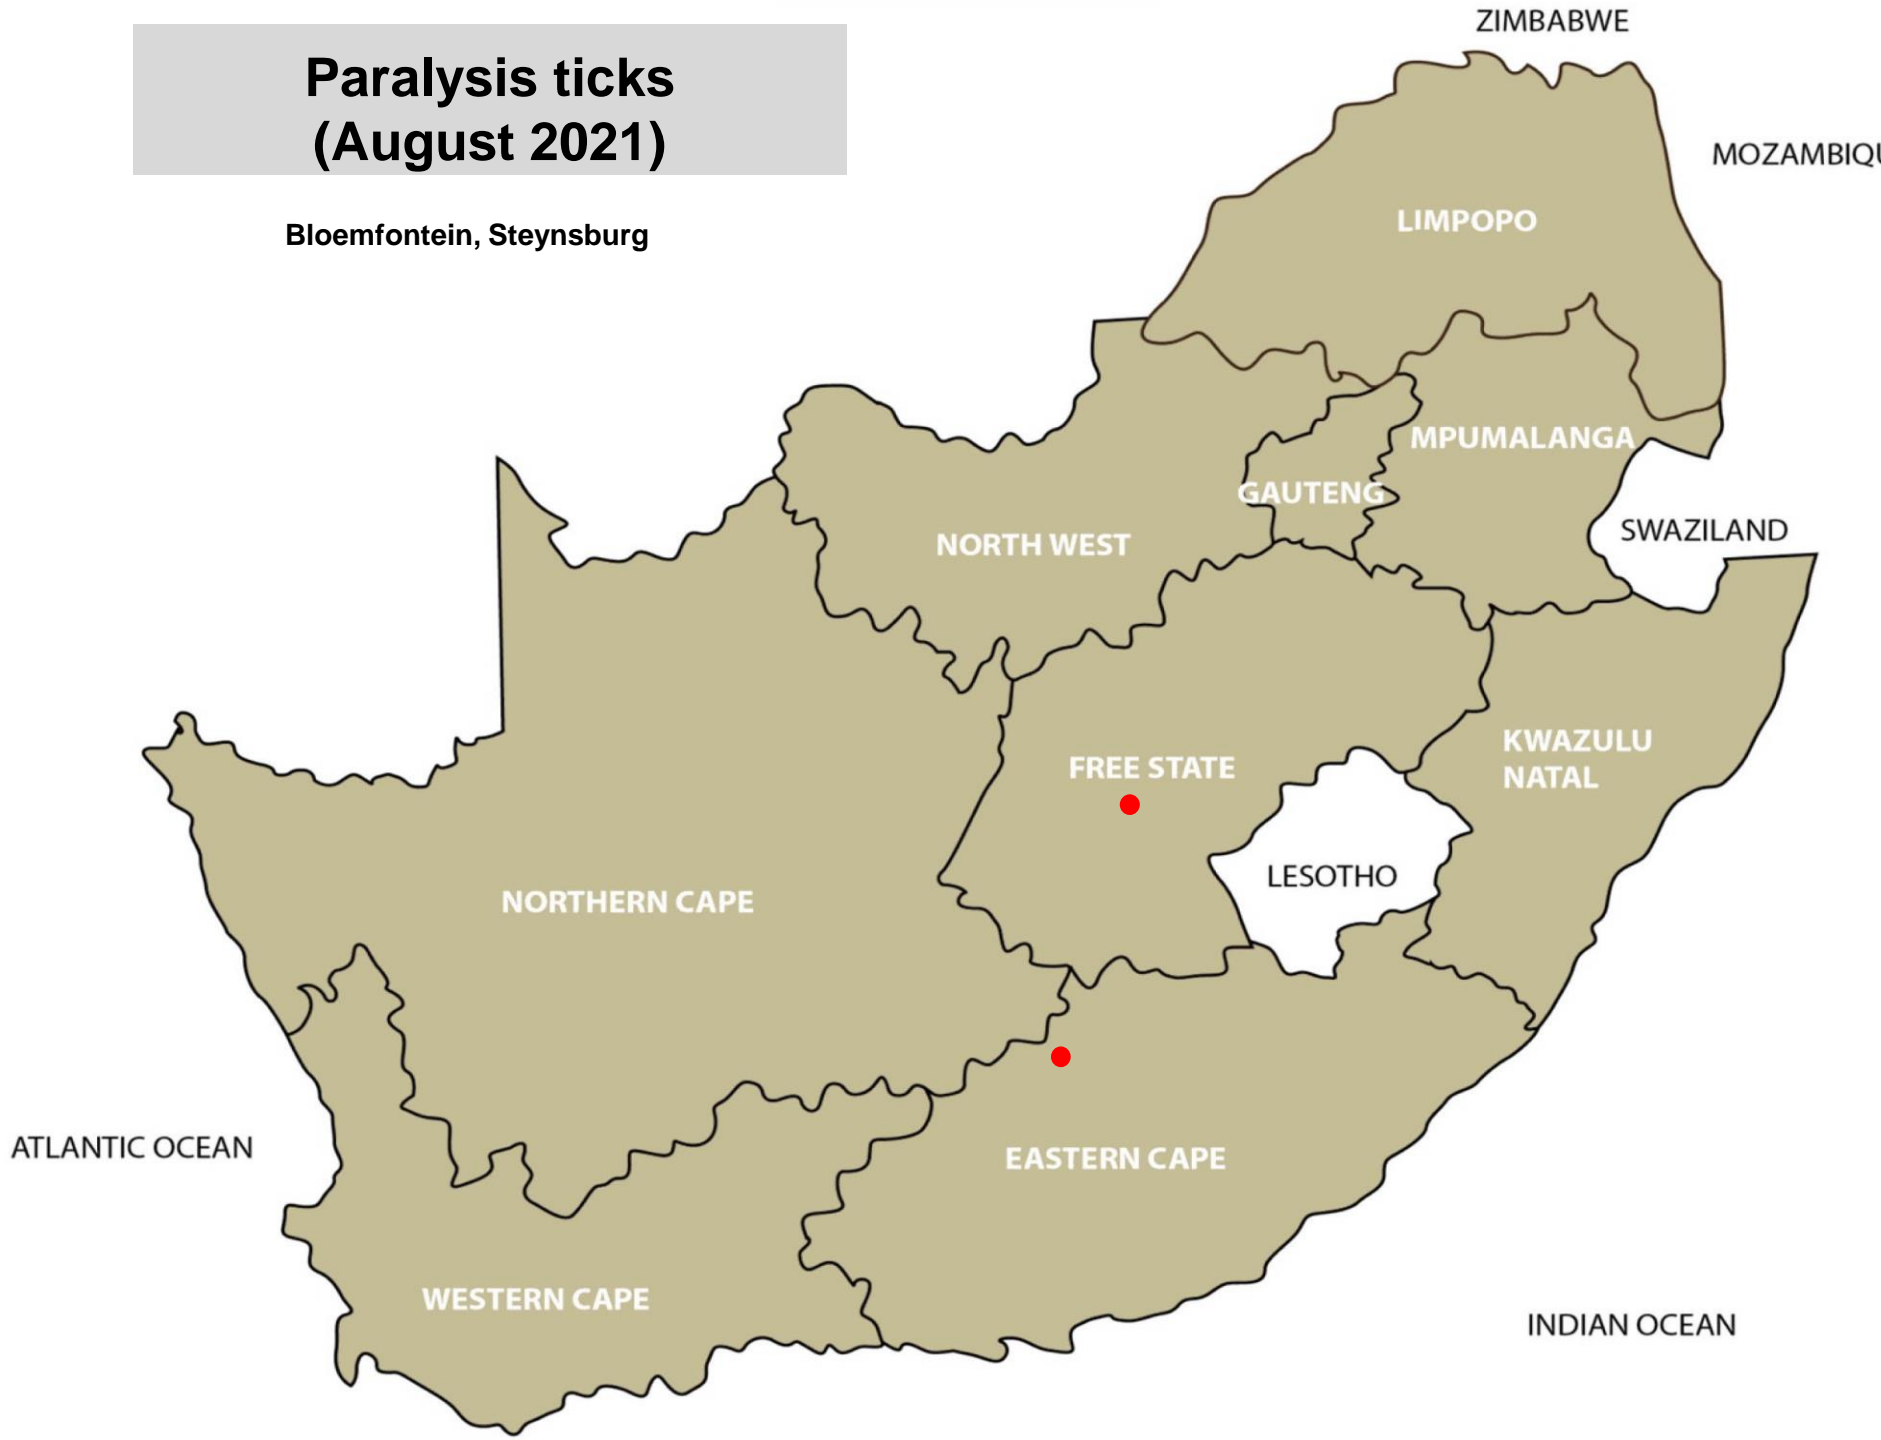 Paralysis ticks
(August 2021)
Bloemfontein, Steynsburg
ZIMBABWE
MOZAMBIQU
LIMPOPO
MPUMALANGA
GAUTENG
SWAZILAND
NORTH WEST
KWAZULU
NATAL
FREE STATE
LESOTHO
NORTHERN CAPE
ATLANTIC OCEAN
EASTERN CAPE
WESTERN CAPE
INDIAN OCEAN